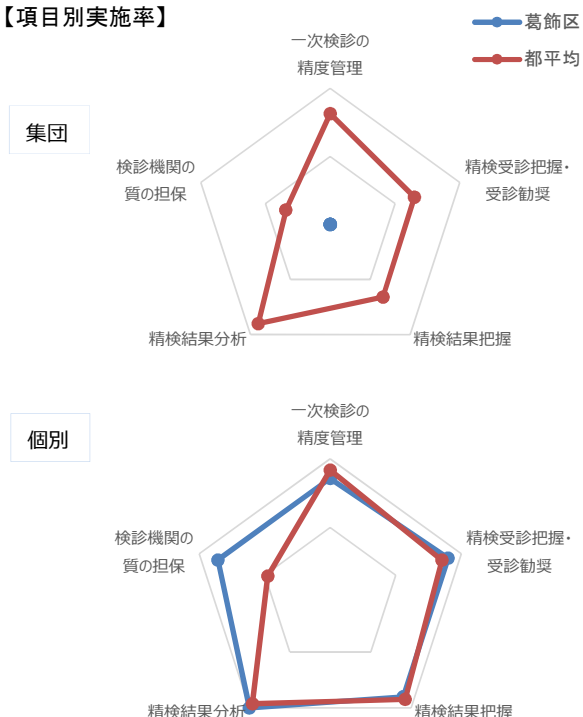 【項目別実施率】
葛飾区
都平均
集団
一次検診の
精度管理
精検受診把握・
受診勧奨
精検結果把握
精検結果分析
検診機関の
質の担保
個別
一次検診の
精度管理
精検受診把握・
受診勧奨
精検結果把握
精検結果分析
検診機関の
質の担保